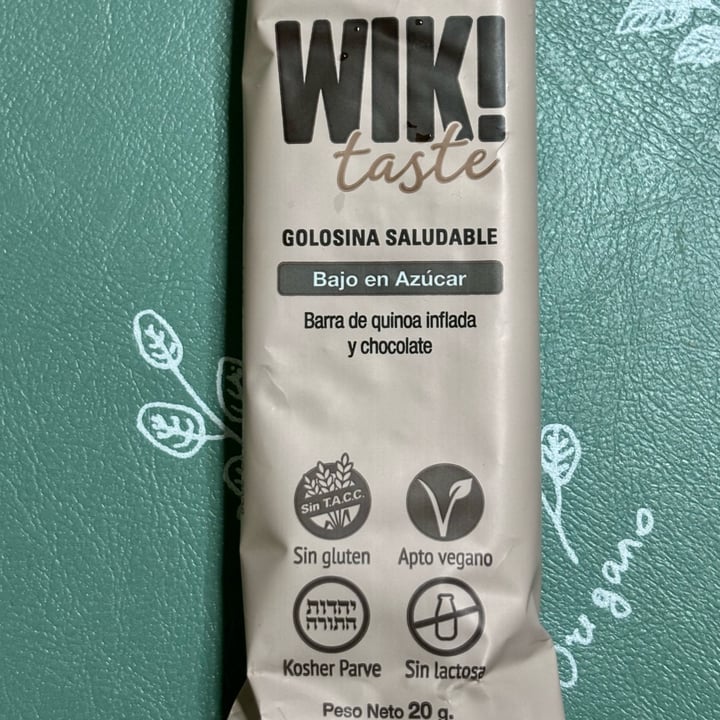 WIK!
taste
GOLOSINA SALUDABLE
Bajo en Azúcar
Barra de quinoa inflada
y chocolate
Sin T.A.C.C.
Sin gluten
Apto vegano
יהדות
התורה
Kosher Parve
Sin lactosa
Peso Neto 20 g.
oregano